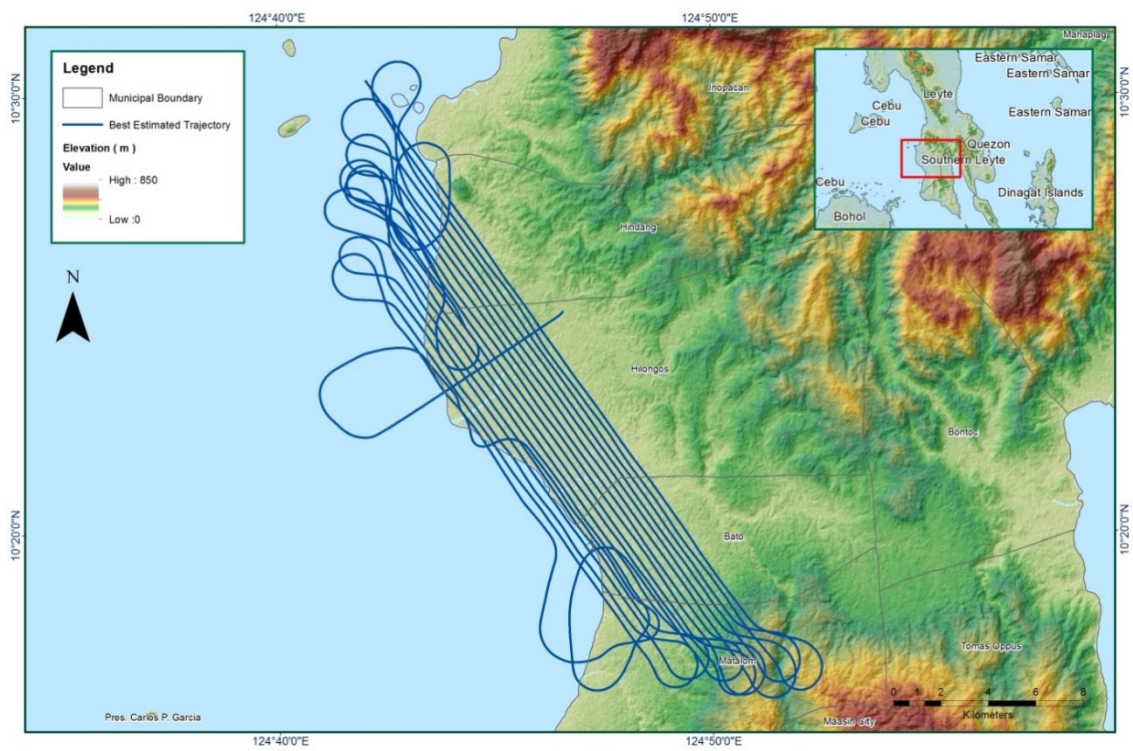 124°40'0"E
124°50'0"E
10°30'0"N
10°30'0"N
Legend
Municipal Boundary
Best Estimated Trajectory
Elevation ( m )
Value
High : 850
Low :0
N
Mahaplag
Inopacan
Eastern Samar
Eastern Samar
Leyte
Cebu
Cebu
Eastern Samar
Quezon
Southern Leyte
Cebu
Dinagat Islands
Bohol
Hindang
Hilongos
Bontoc
10°20'0"N
10°20'0"N
Bato
Tomas Oppus
Matalom
0 1 2 4 6 8
Kilometers
Pres. Carlos P. Garcia
Maasin city
124°40'0"E
124°50'0"E